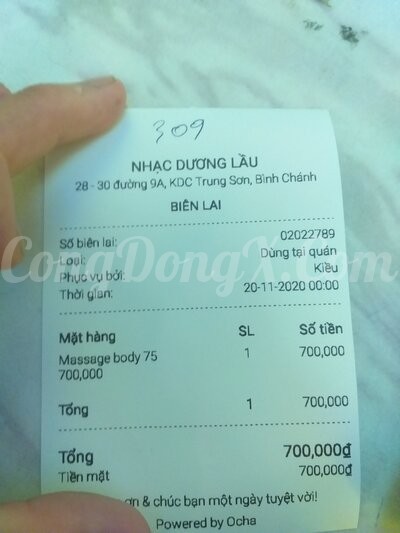 309
NHẠC DƯƠNG LẦU
28 - 30 đường 9A, KDC Trung Sơn, Bình Chánh
BIÊN LAI
Số biên lai: 02022789
Loại: Dùng tại quán
Phục vụ bởi: Kiều
Thời gian: 20-11-2020 00:00
CongDongX.Com
Mặt hàng SL Số tiền
Massage body 75 1 700,000
700,000
Tổng 1 700,000
Tổng 700,000₫
Tiền mặt 700,000₫
ơn & chúc bạn một ngày tuyệt vời!
Powered by Ocha